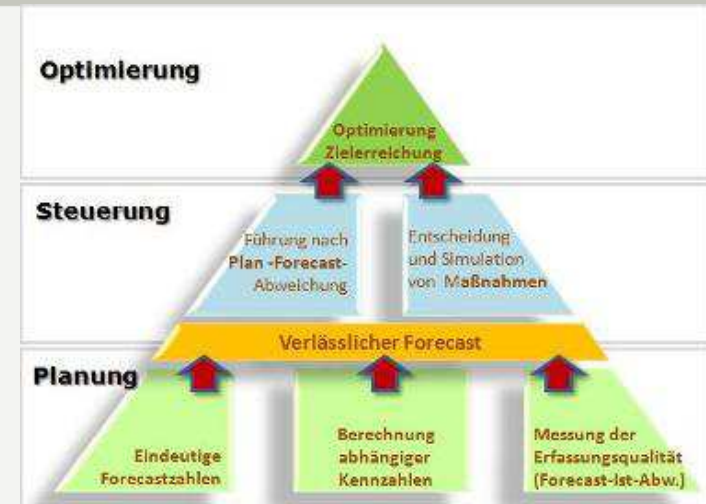 Optimierung
Optimierung
Zielerreichung
Steuerung
Führung nach
Plan -Forecast-
Abweichung
Entscheidung
und Simulation
von Maßnahmen
Verlässlicher Forecast
Planung
Eindeutige
Forecastzahlen
Berechnung
abhängiger
Kennzahlen
Messung der
Erfassungsqualität
(Forecast-Ist-Abw.)